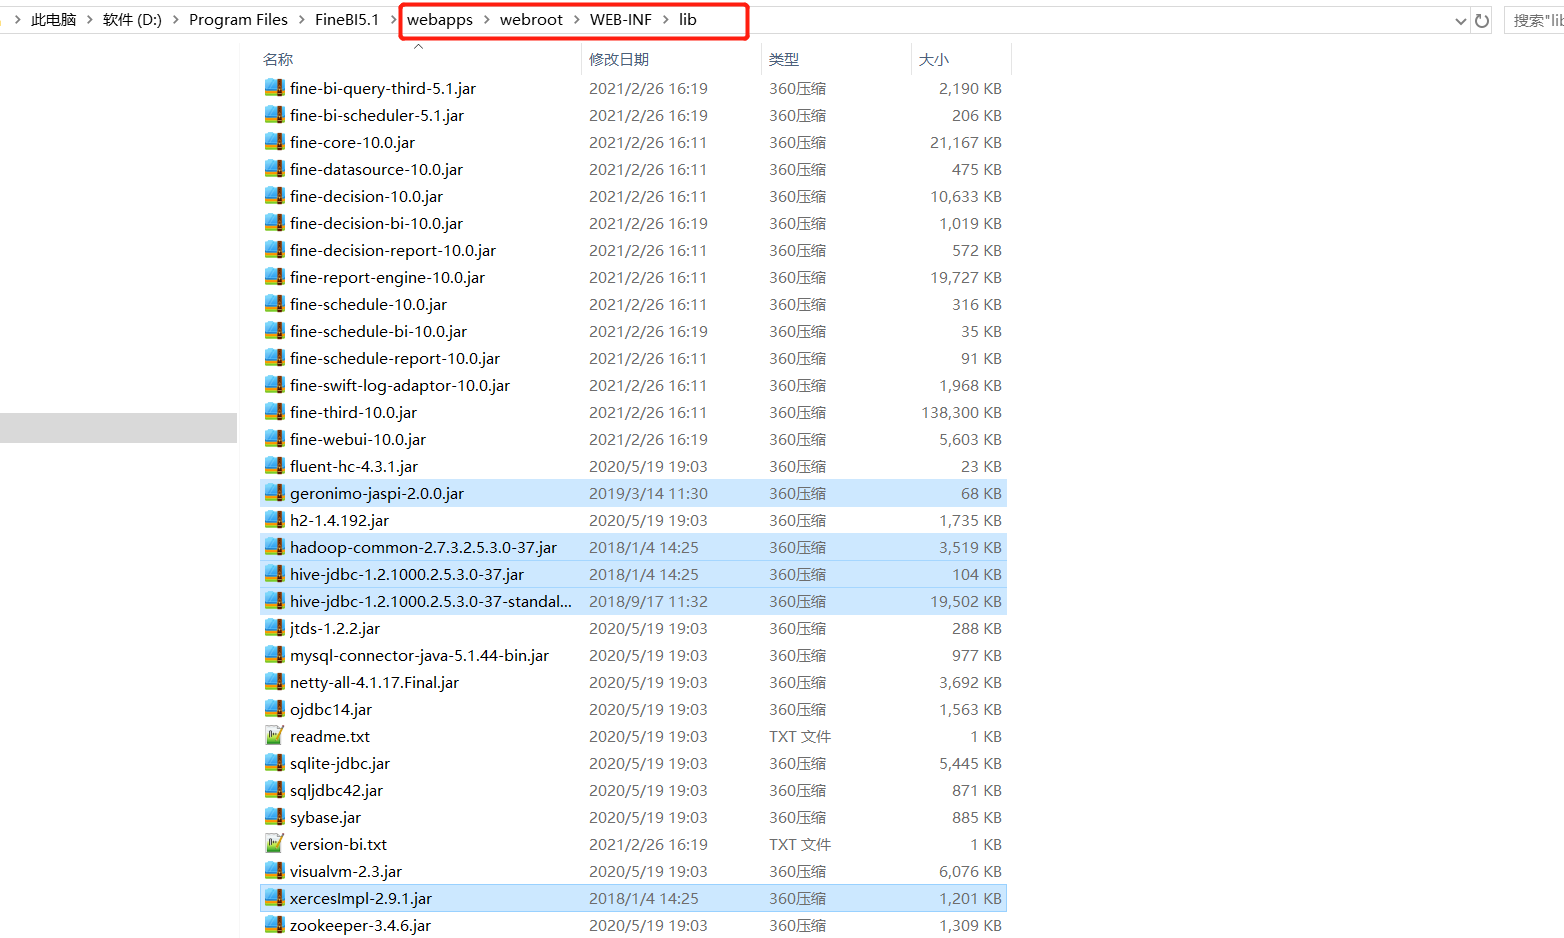 此电脑 > 软件 (D:) > Program Files > FineBI5.1 > webapps > webroot > WEB-INF > lib 搜索"lib
名称 修改日期 类型 大小
fine-bi-query-third-5.1.jar 2021/2/26 16:19 360压缩 2,190 KB
fine-bi-scheduler-5.1.jar 2021/2/26 16:19 360压缩 206 KB
fine-core-10.0.jar 2021/2/26 16:11 360压缩 21,167 KB
fine-datasource-10.0.jar 2021/2/26 16:11 360压缩 475 KB
fine-decision-10.0.jar 2021/2/26 16:11 360压缩 10,633 KB
fine-decision-bi-10.0.jar 2021/2/26 16:19 360压缩 1,019 KB
fine-decision-report-10.0.jar 2021/2/26 16:11 360压缩 572 KB
fine-report-engine-10.0.jar 2021/2/26 16:11 360压缩 19,727 KB
fine-schedule-10.0.jar 2021/2/26 16:11 360压缩 316 KB
fine-schedule-bi-10.0.jar 2021/2/26 16:19 360压缩 35 KB
fine-schedule-report-10.0.jar 2021/2/26 16:11 360压缩 91 KB
fine-swift-log-adaptor-10.0.jar 2021/2/26 16:11 360压缩 1,968 KB
fine-third-10.0.jar 2021/2/26 16:11 360压缩 138,300 KB
fine-webui-10.0.jar 2021/2/26 16:19 360压缩 5,603 KB
fluent-hc-4.3.1.jar 2020/5/19 19:03 360压缩 23 KB
geronimo-jaspi-2.0.0.jar 2019/3/14 11:30 360压缩 68 KB
h2-1.4.192.jar 2020/5/19 19:03 360压缩 1,735 KB
hadoop-common-2.7.3.2.5.3.0-37.jar 2018/1/4 14:25 360压缩 3,519 KB
hive-jdbc-1.2.1000.2.5.3.0-37.jar 2018/1/4 14:25 360压缩 104 KB
hive-jdbc-1.2.1000.2.5.3.0-37-standal... 2018/9/17 11:32 360压缩 19,502 KB
jtds-1.2.2.jar 2020/5/19 19:03 360压缩 288 KB
mysql-connector-java-5.1.44-bin.jar 2020/5/19 19:03 360压缩 977 KB
netty-all-4.1.17.Final.jar 2020/5/19 19:03 360压缩 3,692 KB
ojdbc14.jar 2020/5/19 19:03 360压缩 1,563 KB
readme.txt 2020/5/19 19:03 TXT 文件 1 KB
sqlite-jdbc.jar 2020/5/19 19:03 360压缩 5,445 KB
sqljdbc42.jar 2020/5/19 19:03 360压缩 871 KB
sybase.jar 2020/5/19 19:03 360压缩 885 KB
version-bi.txt 2021/2/26 16:19 TXT 文件 1 KB
visualvm-2.3.jar 2020/5/19 19:03 360压缩 6,076 KB
xercesImpl-2.9.1.jar 2018/1/4 14:25 360压缩 1,201 KB
zookeeper-3.4.6.jar 2020/5/19 19:03 360压缩 1,309 KB